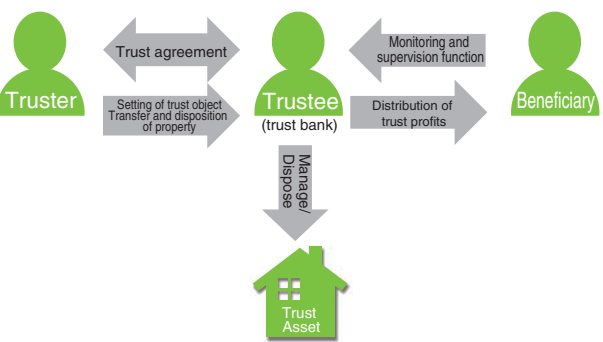 Truster
Trust agreement
Setting of trust object
Transfer and disposition
of property
Trustee
(trust bank)
Monitoring and
supervision function
Distribution of
trust profits
Beneficiary
Manage/
Dispose
Trust
Asset